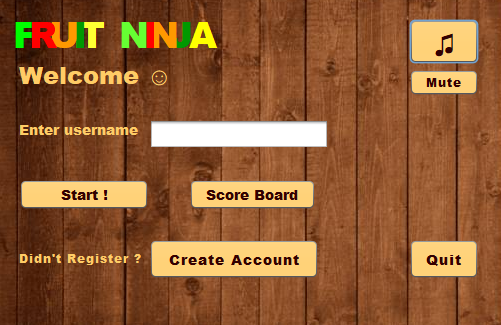 FRUIT NINJA
♫
Welcome ☺
Mute
Enter username
Start !
Score Board
Didn't Register ?
Create Account
Quit